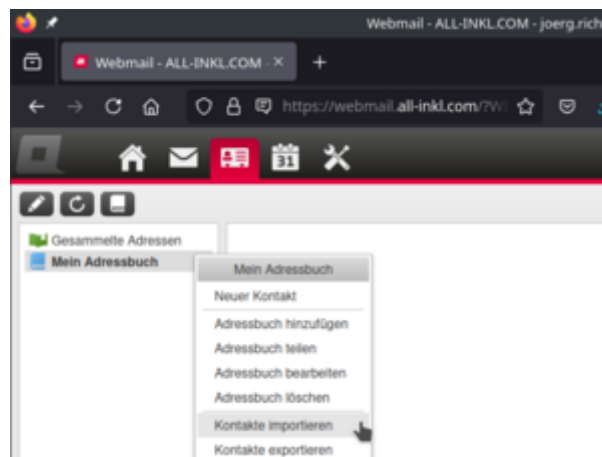 Webmail - ALL-INKL.COM - joerg.rich
Webmail - ALL-INKL.COM - ×
https://webmail.all-inkl.com/?W
31
Gesammelte Adressen
Mein Adressbuch
Mein Adressbuch
Neuer Kontakt
Adressbuch hinzufügen
Adressbuch teilen
Adressbuch bearbeiten
Adressbuch löschen
Kontakte importieren
Kontakte exportieren